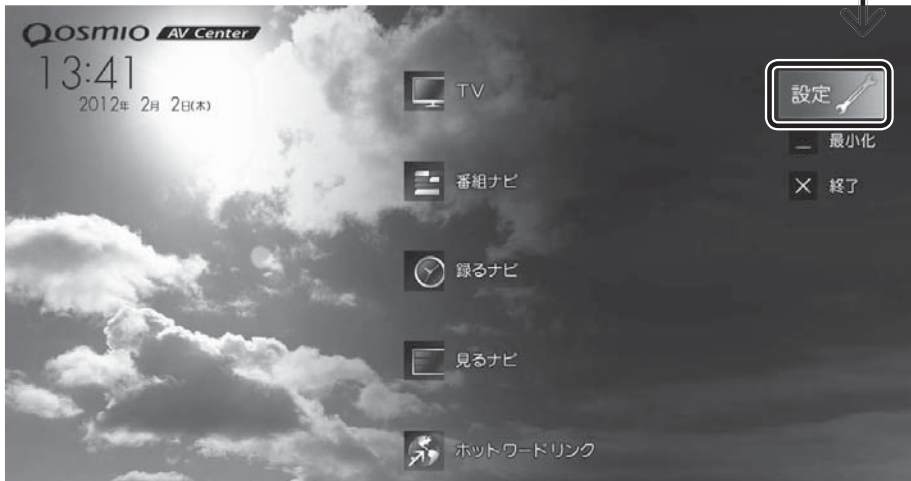 Qosmio AV Center
13:41
2012年 2月 2日(木)
TV
番組ナビ
録るナビ
見るナビ
ホットワードリンク
設定
最小化
終了